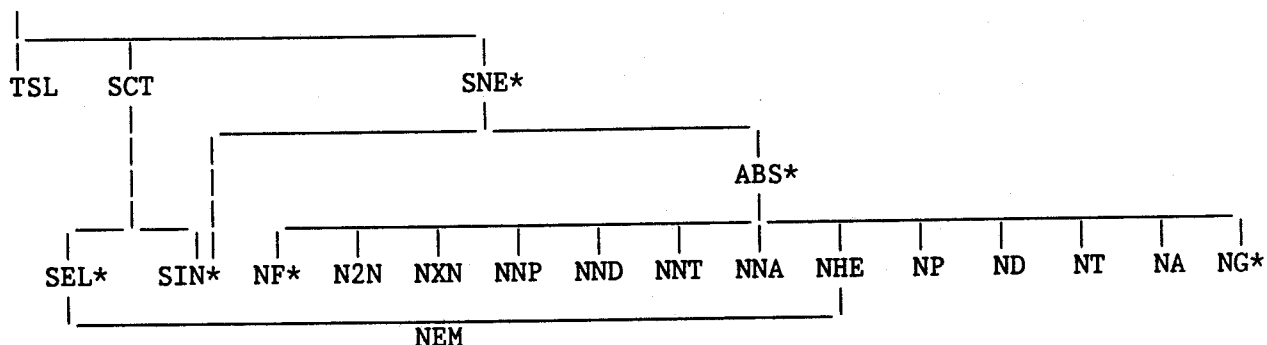 TSL SCT SNE*
ABS*
SEL* SIN* NF* N2N NXN NNP NND NNT NNA NHE NP ND NT NA NG*
NEM